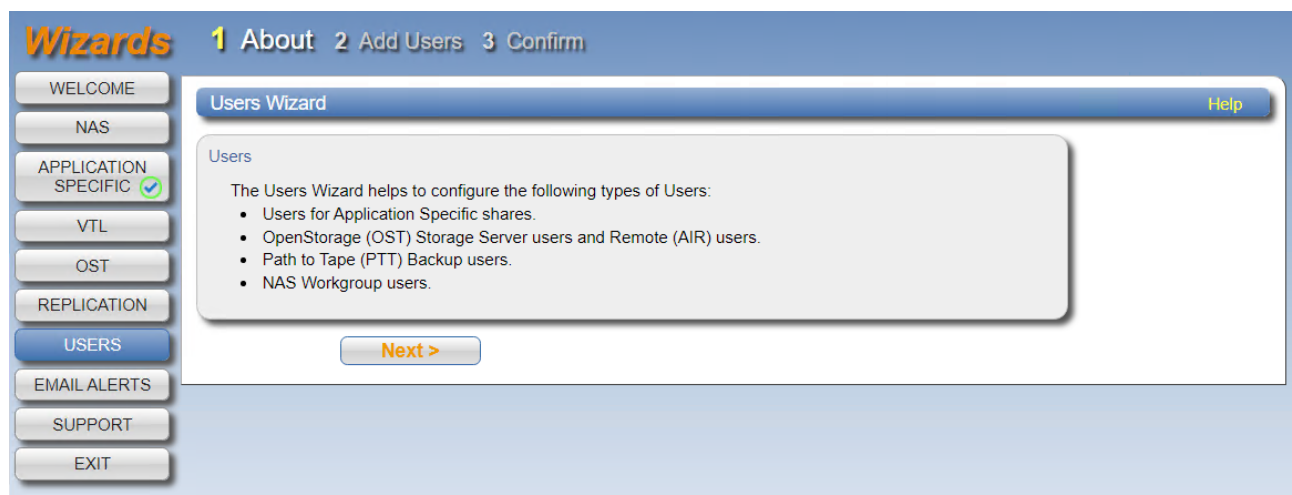 Wizards
1 About 2 Add Users 3 Confirm
WELCOME
NAS
APPLICATION
SPECIFIC
VTL
OST
REPLICATION
USERS
EMAIL ALERTS
SUPPORT
EXIT
Users Wizard
Help
Users
The Users Wizard helps to configure the following types of Users:
• Users for Application Specific shares.
• OpenStorage (OST) Storage Server users and Remote (AIR) users.
• Path to Tape (PTT) Backup users.
• NAS Workgroup users.
Next >